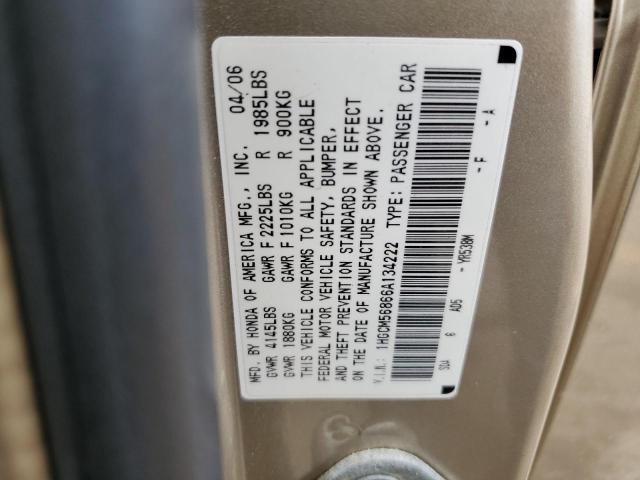 MFD. BY HONDA OF AMERICA MFG., INC. 04/06
GVWR 4145LBS GAWR F 2225LBS R 1985LBS
GVWR 1880KG GAWR F 1010KG R 900KG
THIS VEHICLE CONFORMS TO ALL APPLICABLE
FEDERAL MOTOR VEHICLE SAFETY, BUMPER,
AND THEFT PREVENTION STANDARDS IN EFFECT
ON THE DATE OF MANUFACTURE SHOWN ABOVE.
V.I.N.: 1HGCM56866A134222 TYPE: PASSENGER CAR
SDA 6 AD5 - YR538M - F - A